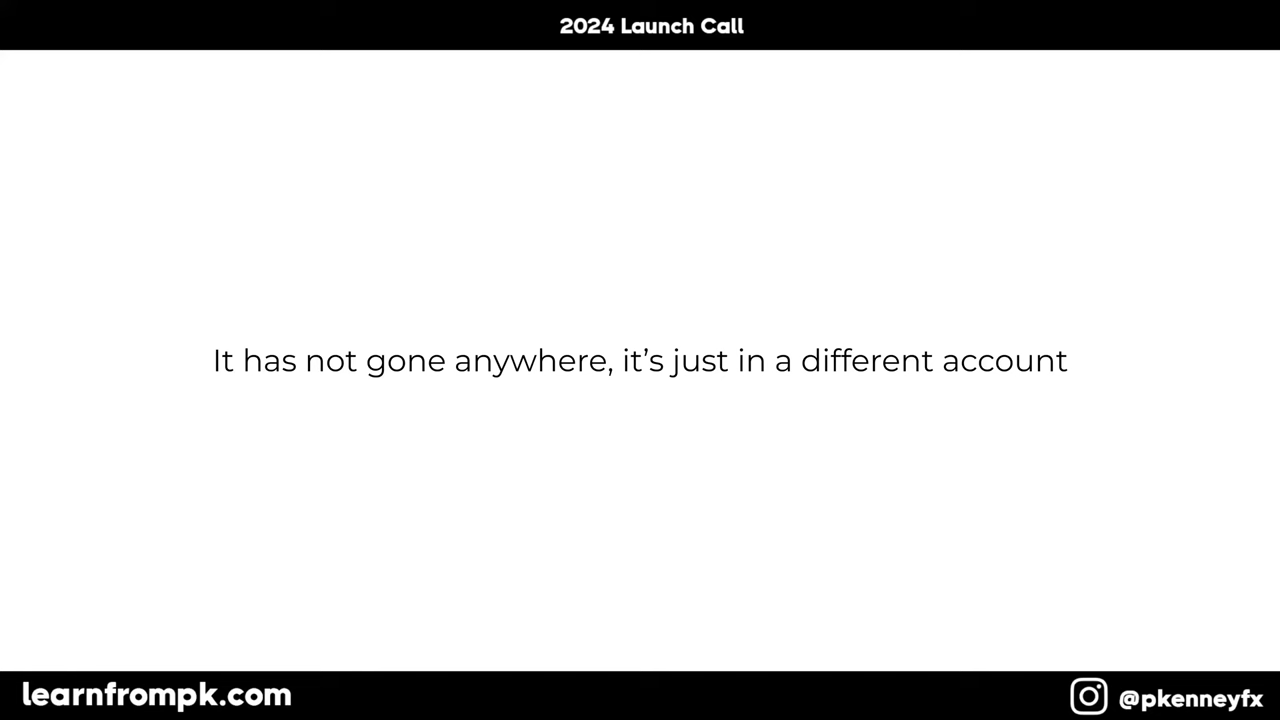 2024 Launch Call
It has not gone anywhere, it’s just in a different account
learnfrompk.com
@pkenneyfx